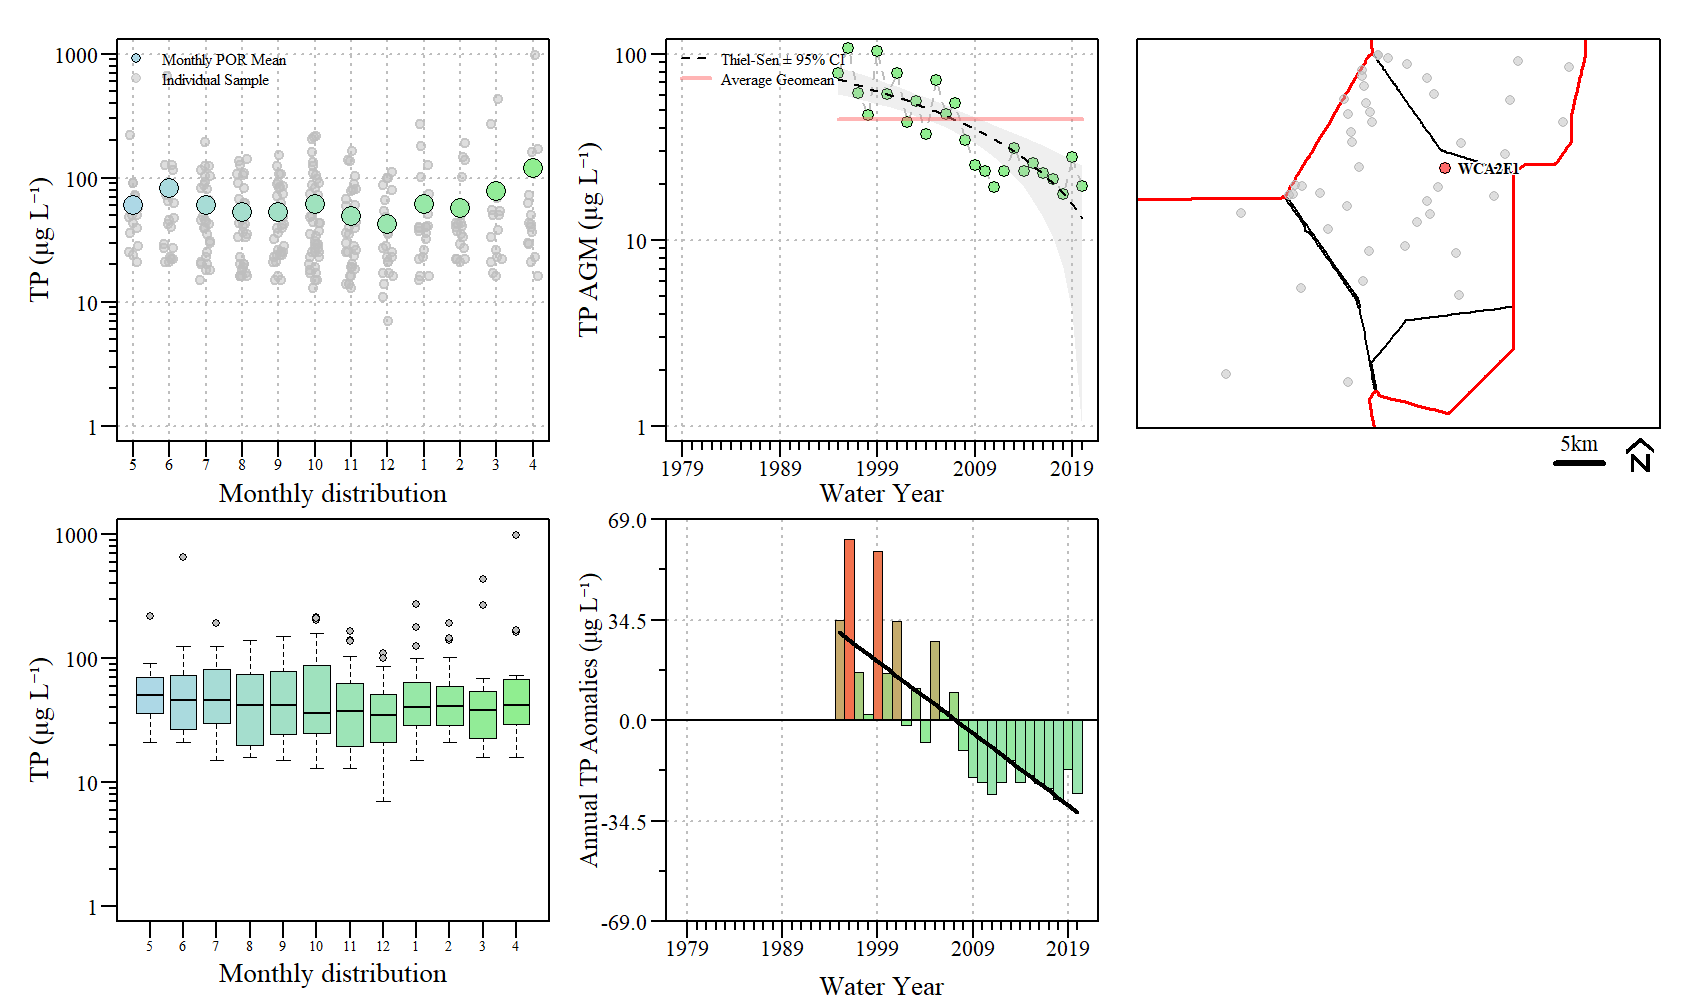 1000
100
10
1
TP (µg L⁻¹)
Monthly POR Mean
Individual Sample
5 6 7 8 9 10 11 12 1 2 3 4
Monthly distribution
100
10
1
TP AGM (µg L⁻¹)
Thiel-Sen ± 95% CI
Average Geomean
1979 1989 1999 2009 2019
Water Year
WCA2F1
5km
N
1000
100
10
1
TP (µg L⁻¹)
5 6 7 8 9 10 11 12 1 2 3 4
Monthly distribution
69.0
34.5
0.0
-34.5
-69.0
Annual TP Aomalies (µg L⁻¹)
1979 1989 1999 2009 2019
Water Year